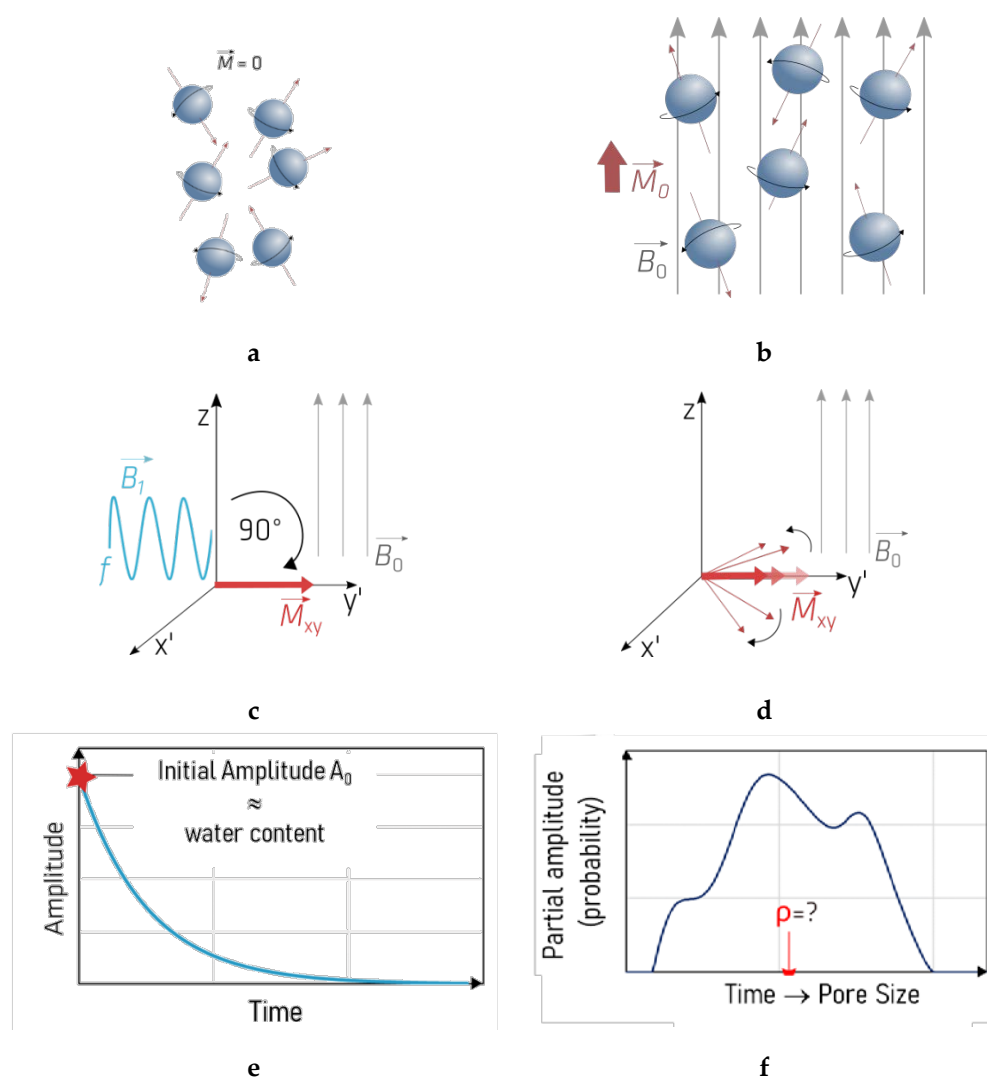 M = 0
a
M₀
B₀
b
z
B₁
90°
f
B₀
Mxy
y'
x'
c
z
B₀
y'
Mxy
x'
d
Initial Amplitude A₀
≈
water content
Amplitude
Time
e
Partial amplitude
(probability)
ρ=?
Time → Pore Size
f